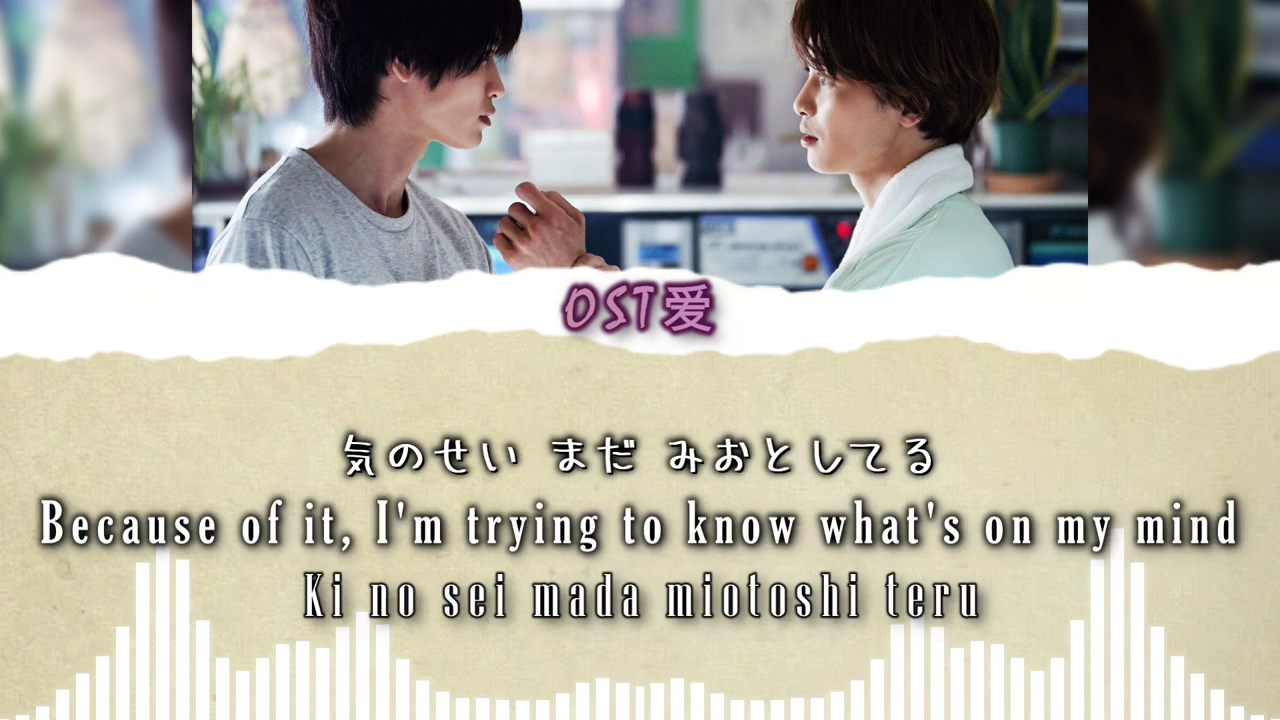 OST爱
気のせい まだ みおとしてる
Because of it, I'm trying to know what's on my mind
Ki no sei mada miotoshi teru